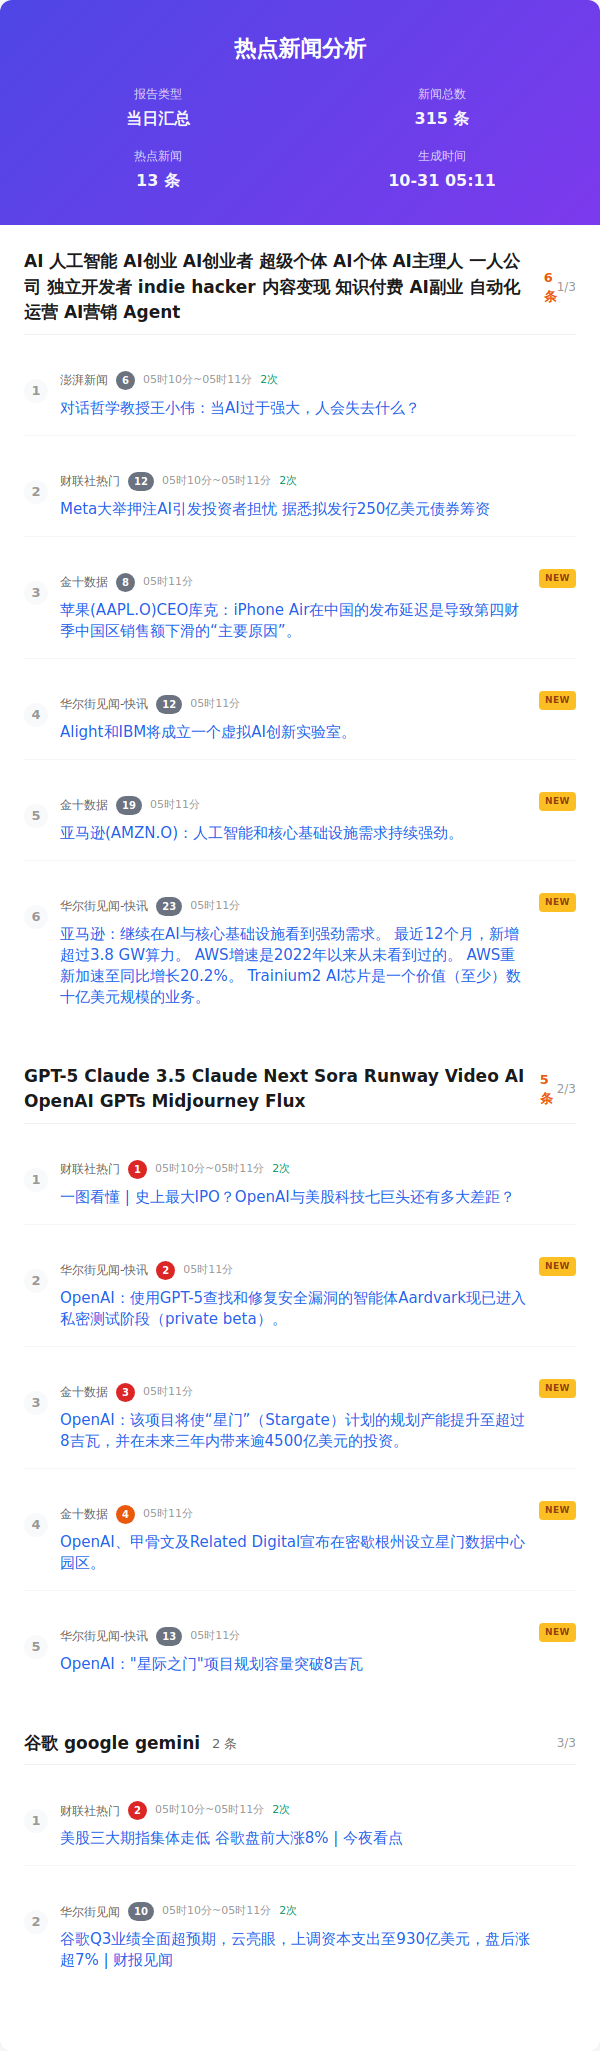 热点新闻分析
报告类型
当日汇总
新闻总数
315 条
热点新闻
13 条
生成时间
10-31 05:11
AI 人工智能 AI创业 AI创业者 超级个体 AI个体 AI主理人 一人公
司 独立开发者 indie hacker 内容变现 知识付费 AI副业 自动化
运营 AI营销 Agent
6
条
1/3
1
澎湃新闻 6 05时10分~05时11分 2次
对话哲学教授王小伟：当AI过于强大，人会失去什么？
2
财联社热门 12 05时10分~05时11分 2次
Meta大举押注AI引发投资者担忧 据悉拟发行250亿美元债券筹资
3
金十数据 8 05时11分
NEW
苹果(AAPL.O)CEO库克：iPhone Air在中国的发布延迟是导致第四财
季中国区销售额下滑的“主要原因”。
4
华尔街见闻-快讯 12 05时11分
NEW
Alight和IBM将成立一个虚拟AI创新实验室。
5
金十数据 19 05时11分
NEW
亚马逊(AMZN.O)：人工智能和核心基础设施需求持续强劲。
6
华尔街见闻-快讯 23 05时11分
NEW
亚马逊：继续在AI与核心基础设施看到强劲需求。 最近12个月，新增
超过3.8 GW算力。 AWS增速是2022年以来从未看到过的。 AWS重
新加速至同比增长20.2%。 Trainium2 AI芯片是一个价值（至少）数
十亿美元规模的业务。
GPT-5 Claude 3.5 Claude Next Sora Runway Video AI
OpenAI GPTs Midjourney Flux
5
条
2/3
1
财联社热门 1 05时10分~05时11分 2次
一图看懂 | 史上最大IPO？OpenAI与美股科技七巨头还有多大差距？
2
华尔街见闻-快讯 2 05时11分
NEW
OpenAI：使用GPT-5查找和修复安全漏洞的智能体Aardvark现已进入
私密测试阶段（private beta）。
3
金十数据 3 05时11分
NEW
OpenAI：该项目将使“星门”（Stargate）计划的规划产能提升至超过
8吉瓦，并在未来三年内带来逾4500亿美元的投资。
4
金十数据 4 05时11分
NEW
OpenAI、甲骨文及Related Digital宣布在密歇根州设立星门数据中心
园区。
5
华尔街见闻-快讯 13 05时11分
NEW
OpenAI："星际之门"项目规划容量突破8吉瓦
谷歌 google gemini 2 条
3/3
1
财联社热门 2 05时10分~05时11分 2次
美股三大期指集体走低 谷歌盘前大涨8% | 今夜看点
2
华尔街见闻 10 05时10分~05时11分 2次
谷歌Q3业绩全面超预期，云亮眼，上调资本支出至930亿美元，盘后涨
超7% | 财报见闻